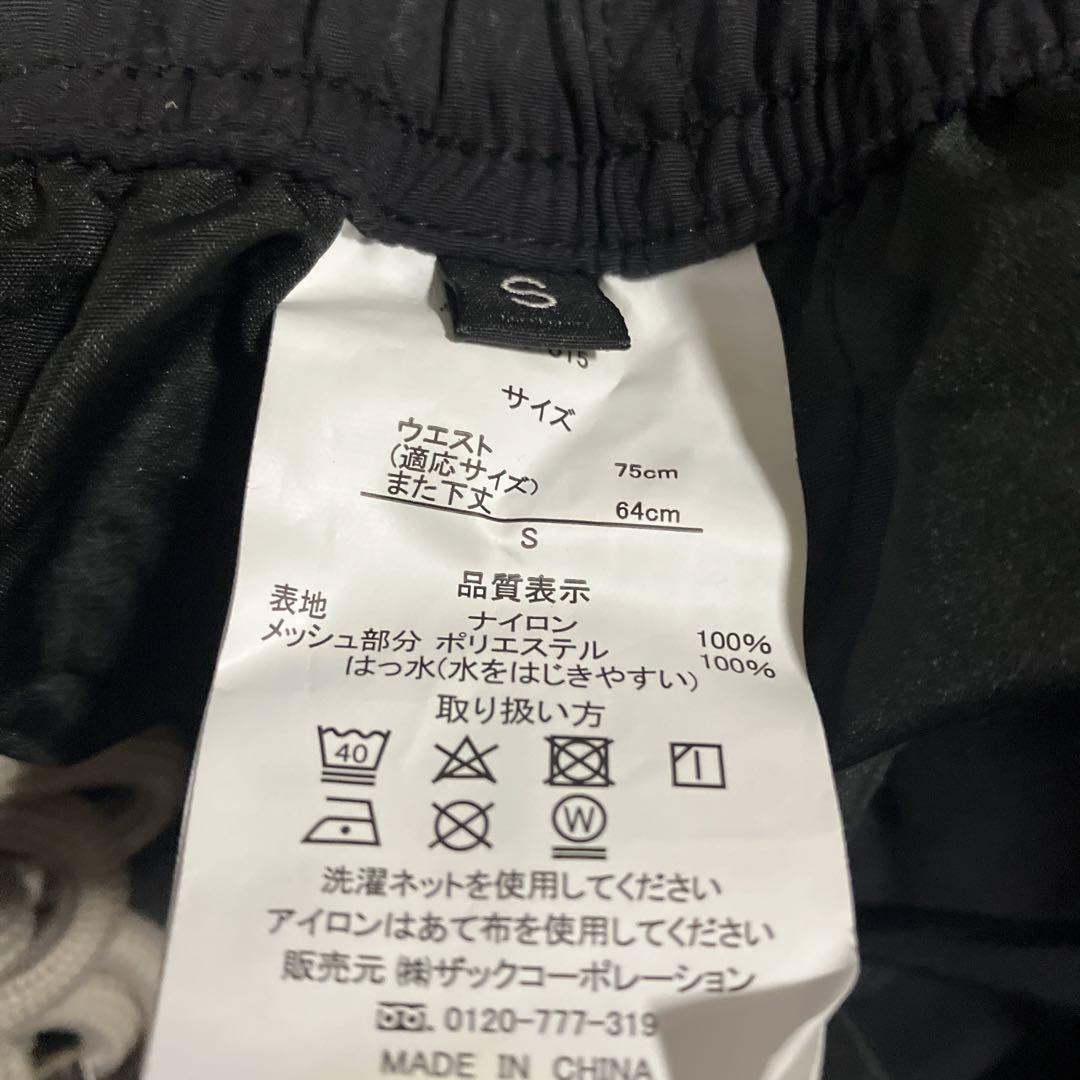 S
615
サイズ
ウエスト
(適応サイズ) 75cm
また下丈 64cm
S
品質表示
表地 ナイロン 100%
メッシュ部分 ポリエステル 100%
はっ水(水をはじきやすい)
取り扱い方
40
W
洗濯ネットを使用してください
アイロンはあて布を使用してください
販売元 ㈱ザックコーポレーション
0120-777-319
MADE IN CHINA